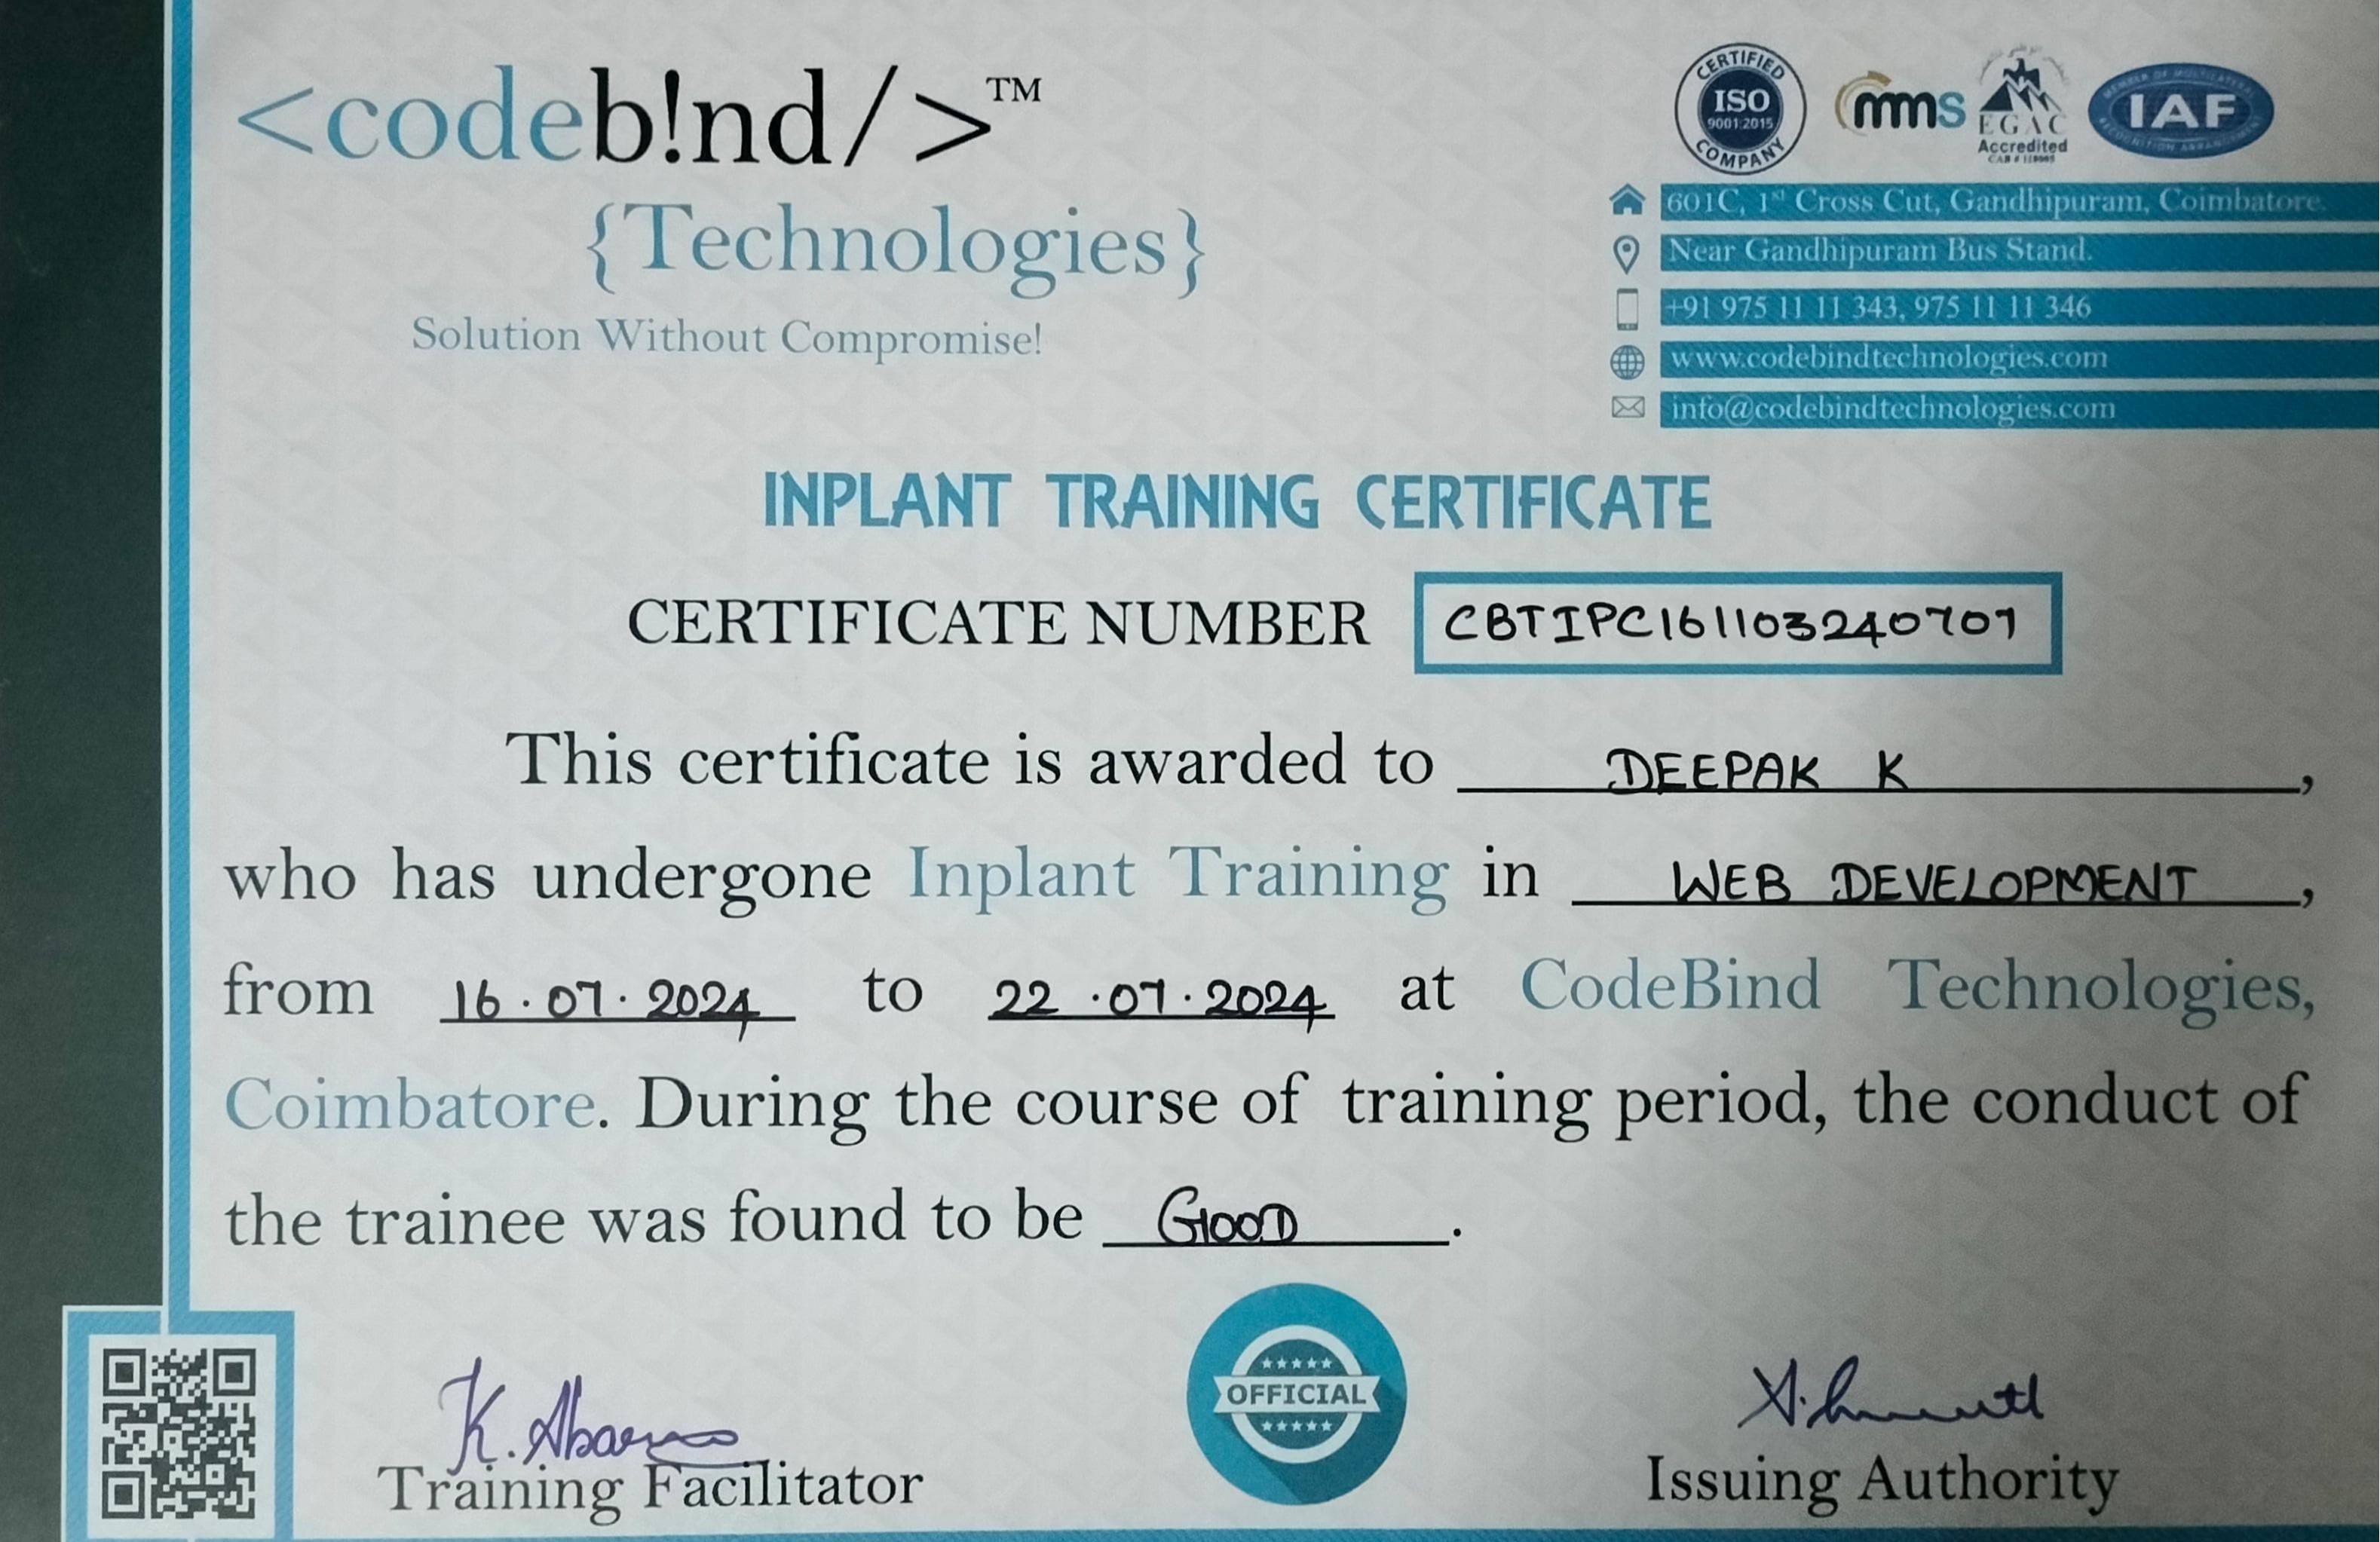 <codeb!nd/>™
{Technologies}
Solution Without Compromise!
CERTIFIED
ISO
9001:2015
COMPANY
mms
EGAC
Accredited
IAF
601C, 1st Cross Cut, Gandhipuram, Coimbatore.
Near Gandhipuram Bus Stand.
+91 975 11 11 343, 975 11 11 346
www.codebindtechnologies.com
info@codebindtechnologies.com
INPLANT TRAINING CERTIFICATE
CERTIFICATE NUMBER CBTIPC161103240707
This certificate is awarded to DEEPAK K,
who has undergone Inplant Training in WEB DEVELOPMENT,
from 16.07.2024 to 22.07.2024 at CodeBind Technologies,
Coimbatore. During the course of training period, the conduct of
the trainee was found to be GOOD.
OFFICIAL
Training Facilitator
Issuing Authority